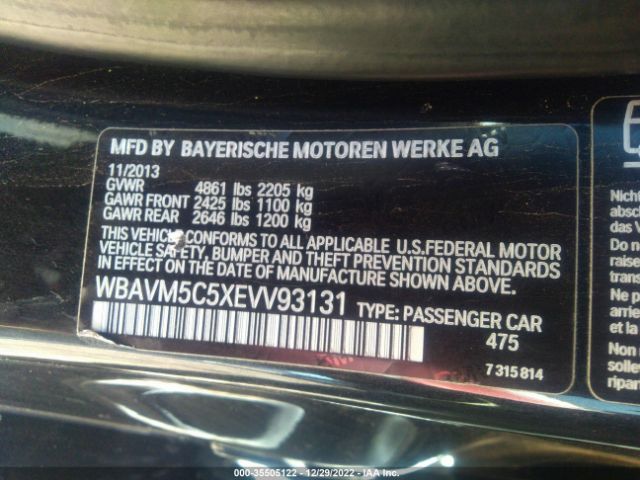 MFD BY BAYERISCHE MOTOREN WERKE AG
11/2013
GVWR 4861 lbs 2205 kg
GAWR FRONT 2425 lbs 1100 kg
GAWR REAR 2646 lbs 1200 kg
THIS VEHICLE CONFORMS TO ALL APPLICABLE U.S.FEDERAL MOTOR
VEHICLE SAFETY, BUMPER AND THEFT PREVENTION STANDARDS
IN EFFECT ON THE DATE OF MANUFACTURE SHOWN ABOVE.
WBAVM5C5XEVV93131 TYPE: PASSENGER CAR
475
7 315 814
Nicht
absc
das V
Do n
raise
Ne p
arriè
et la
Non
solle
ripar
000-35505122 - 12/29/2022 - IAA Inc.